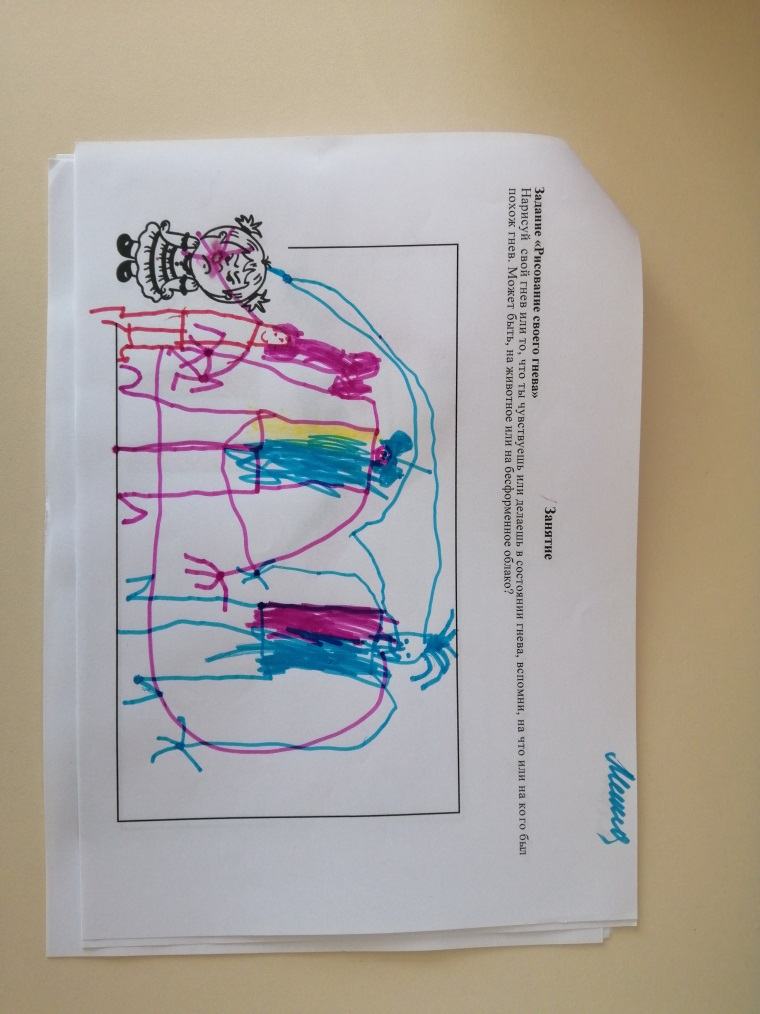 Занятие
Задание «Рисование своего гнева»
Нарисуй свой гнев или то, что ты чувствуешь или делаешь в состоянии гнева, вспомни, на что или на кого был
похож гнев. Может быть, на животное или на бесформенное облако?